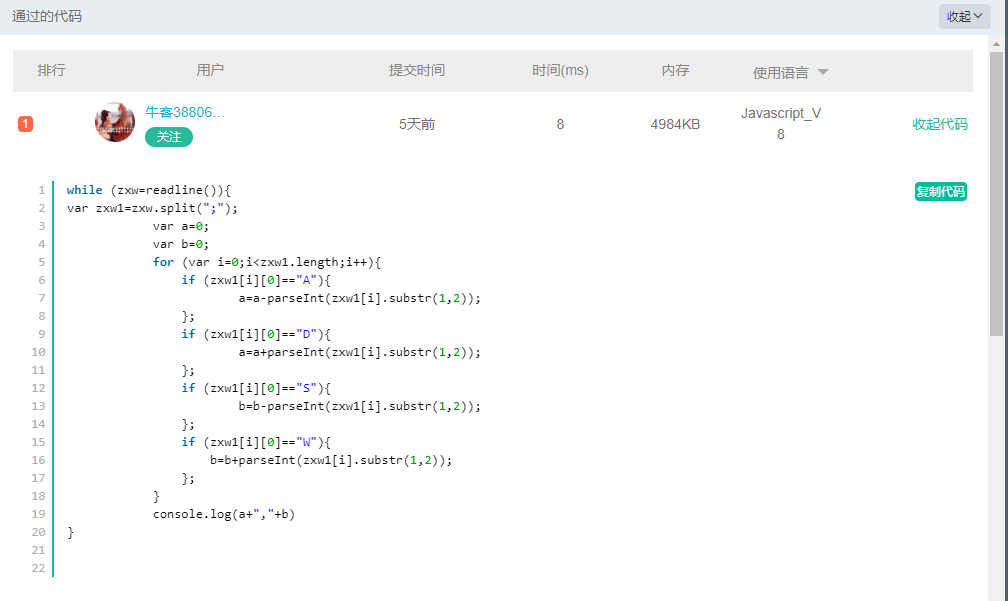 通过的代码
收起
排行 用户 提交时间 时间(ms) 内存 使用语言
1 牛客38806... 关注 5天前 8 4984KB Javascript_V8 收起代码
复制代码
1 while (zxw=readline()){
2 var zxw1=zxw.split(";");
3 var a=0;
4 var b=0;
5 for (var i=0;i<zxw1.length;i++){
6 if (zxw1[i][0]=="A"){
7 a=a-parseInt(zxw1[i].substr(1,2));
8 };
9 if (zxw1[i][0]=="D"){
10 a=a+parseInt(zxw1[i].substr(1,2));
11 };
12 if (zxw1[i][0]=="S"){
13 b=b-parseInt(zxw1[i].substr(1,2));
14 };
15 if (zxw1[i][0]=="W"){
16 b=b+parseInt(zxw1[i].substr(1,2));
17 };
18 }
19 console.log(a+","+b)
20 }
21
22